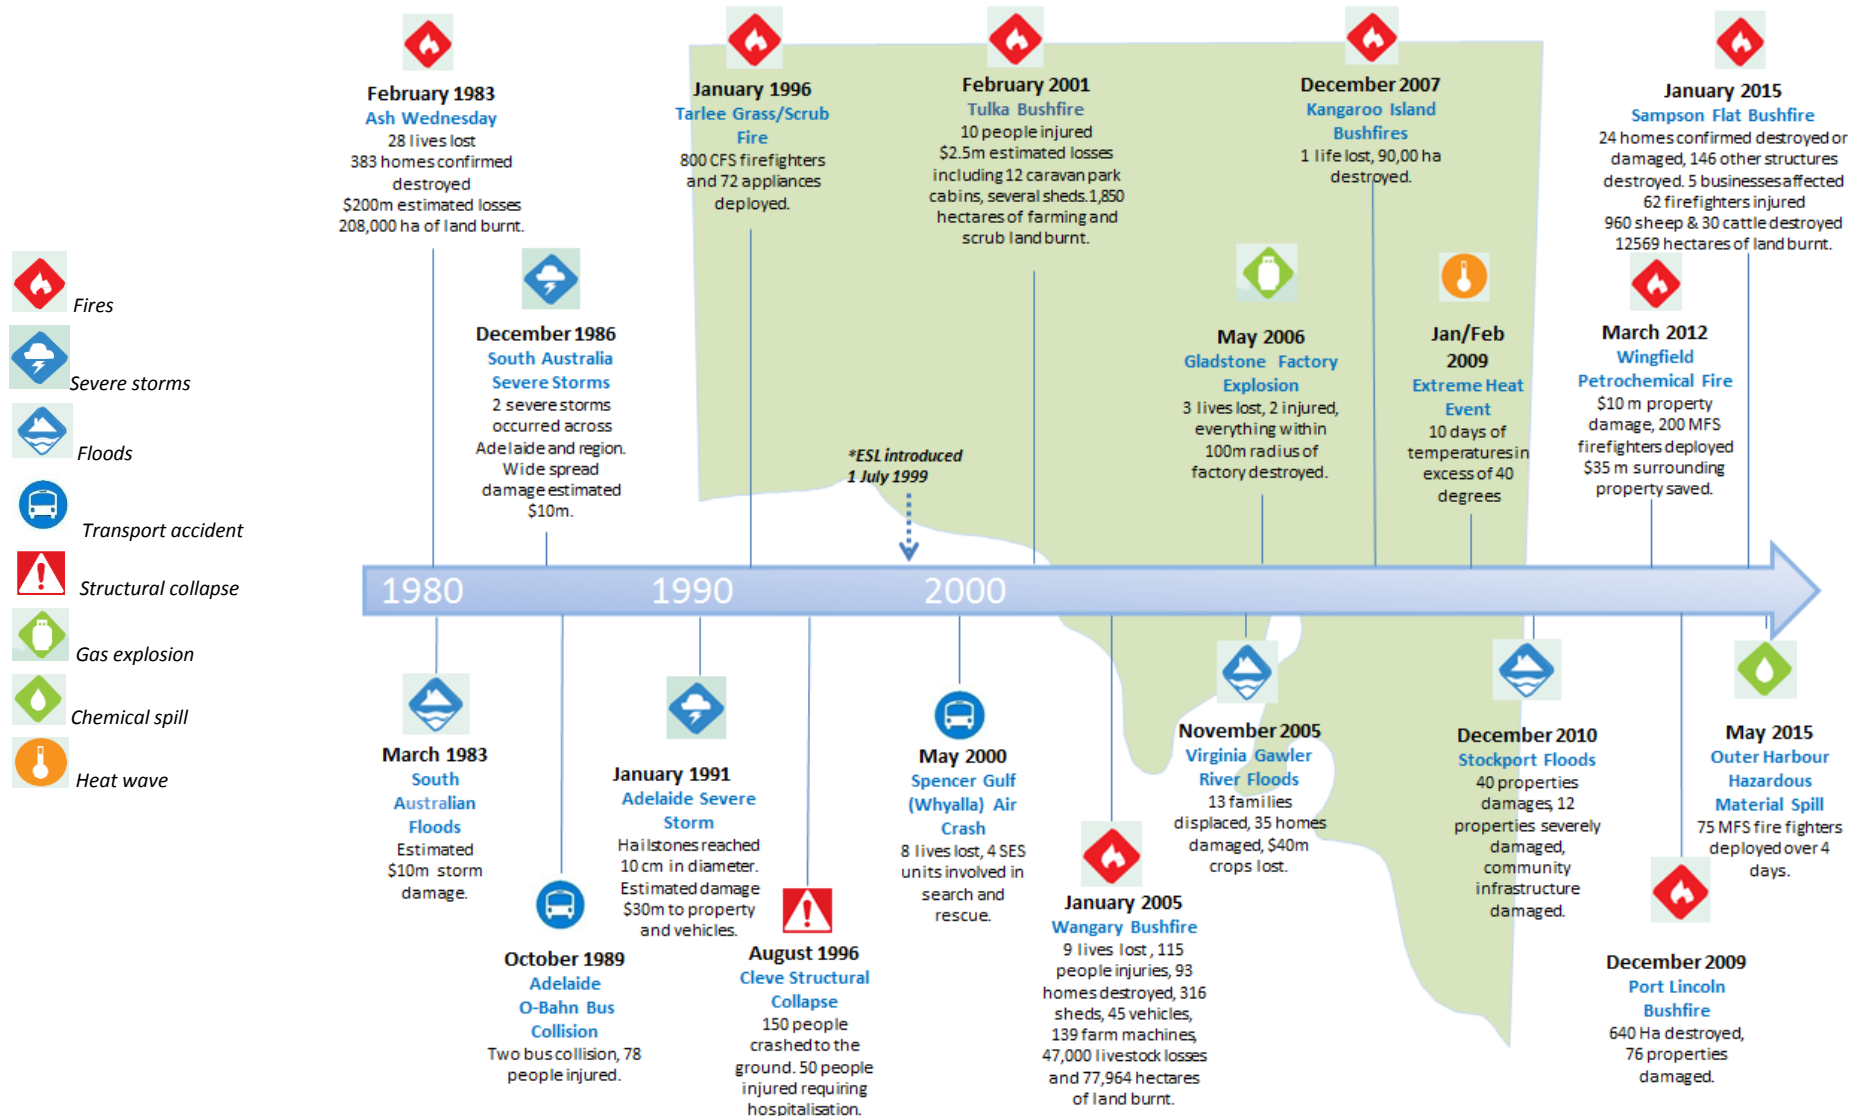 February 1983
Ash Wednesday
28 lives lost
383 homes confirmed
destroyed
$200m estimated losses
208,000 ha of land burnt.
January 1996
Tarlee Grass/Scrub
Fire
800 CFS firefighters
and 72 appliances
deployed.
February 2001
Tulka Bushfire
10 people injured
$2.5m estimated losses
including 12 caravan park
cabins, several sheds.1,850
hectares of farming and
scrub land burnt.
December 2007
Kangaroo Island
Bushfires
1 life lost, 90,00 ha
destroyed.
January 2015
Sampson Flat Bushfire
24 homes confirmed destroyed or
damaged, 146 other structures
destroyed. 5 businesses affected
62 firefighters injured
960 sheep & 30 cattle destroyed
12569 hectares of land burnt.
Fires
Severe storms
Floods
Transport accident
Structural collapse
Gas explosion
Chemical spill
Heat wave
December 1986
South Australia
Severe Storms
2 severe storms
occurred across
Adelaide and region.
Wide spread
damage estimated
$10m.
*ESL introduced
1 July 1999
May 2006
Gladstone Factory
Explosion
3 lives lost, 2 injured,
everything within
100m radius of
factory destroyed.
Jan/Feb
2009
Extreme Heat
Event
10 days of
temperatures in
excess of 40
degrees
March 2012
Wingfield
Petrochemical Fire
$10 m property
damage, 200 MFS
firefighters deployed
$35 m surrounding
property saved.
1980
1990
2000
March 1983
South
Australian
Floods
Estimated
$10m storm
damage.
October 1989
Adelaide
O-Bahn Bus
Collision
Two bus collision, 78
people injured.
January 1991
Adelaide Severe
Storm
Hailstones reached
10 cm in diameter.
Estimated damage
$30m to property
and vehicles.
August 1996
Cleve Structural
Collapse
150 people
crashed to the
ground. 50 people
injured requiring
hospitalisation.
May 2000
Spencer Gulf
(Whyalla) Air
Crash
8 lives lost, 4 SES
units involved in
search and
rescue.
January 2005
Wangary Bushfire
9 lives lost, 115
people injuries, 93
homes destroyed, 316
sheds, 45 vehicles,
139 farm machines,
47,000 livestock losses
and 77,964 hectares
of land burnt.
November 2005
Virginia Gawler
River Floods
13 families
displaced, 35 homes
damaged, $40m
crops lost.
December 2010
Stockport Floods
40 properties
damages, 12
properties severely
damaged,
community
infrastructure
damaged.
December 2009
Port Lincoln
Bushfire
640 Ha destroyed,
76 properties
damaged.
May 2015
Outer Harbour
Hazardous
Material Spill
75 MFS fire fighters
deployed over 4
days.